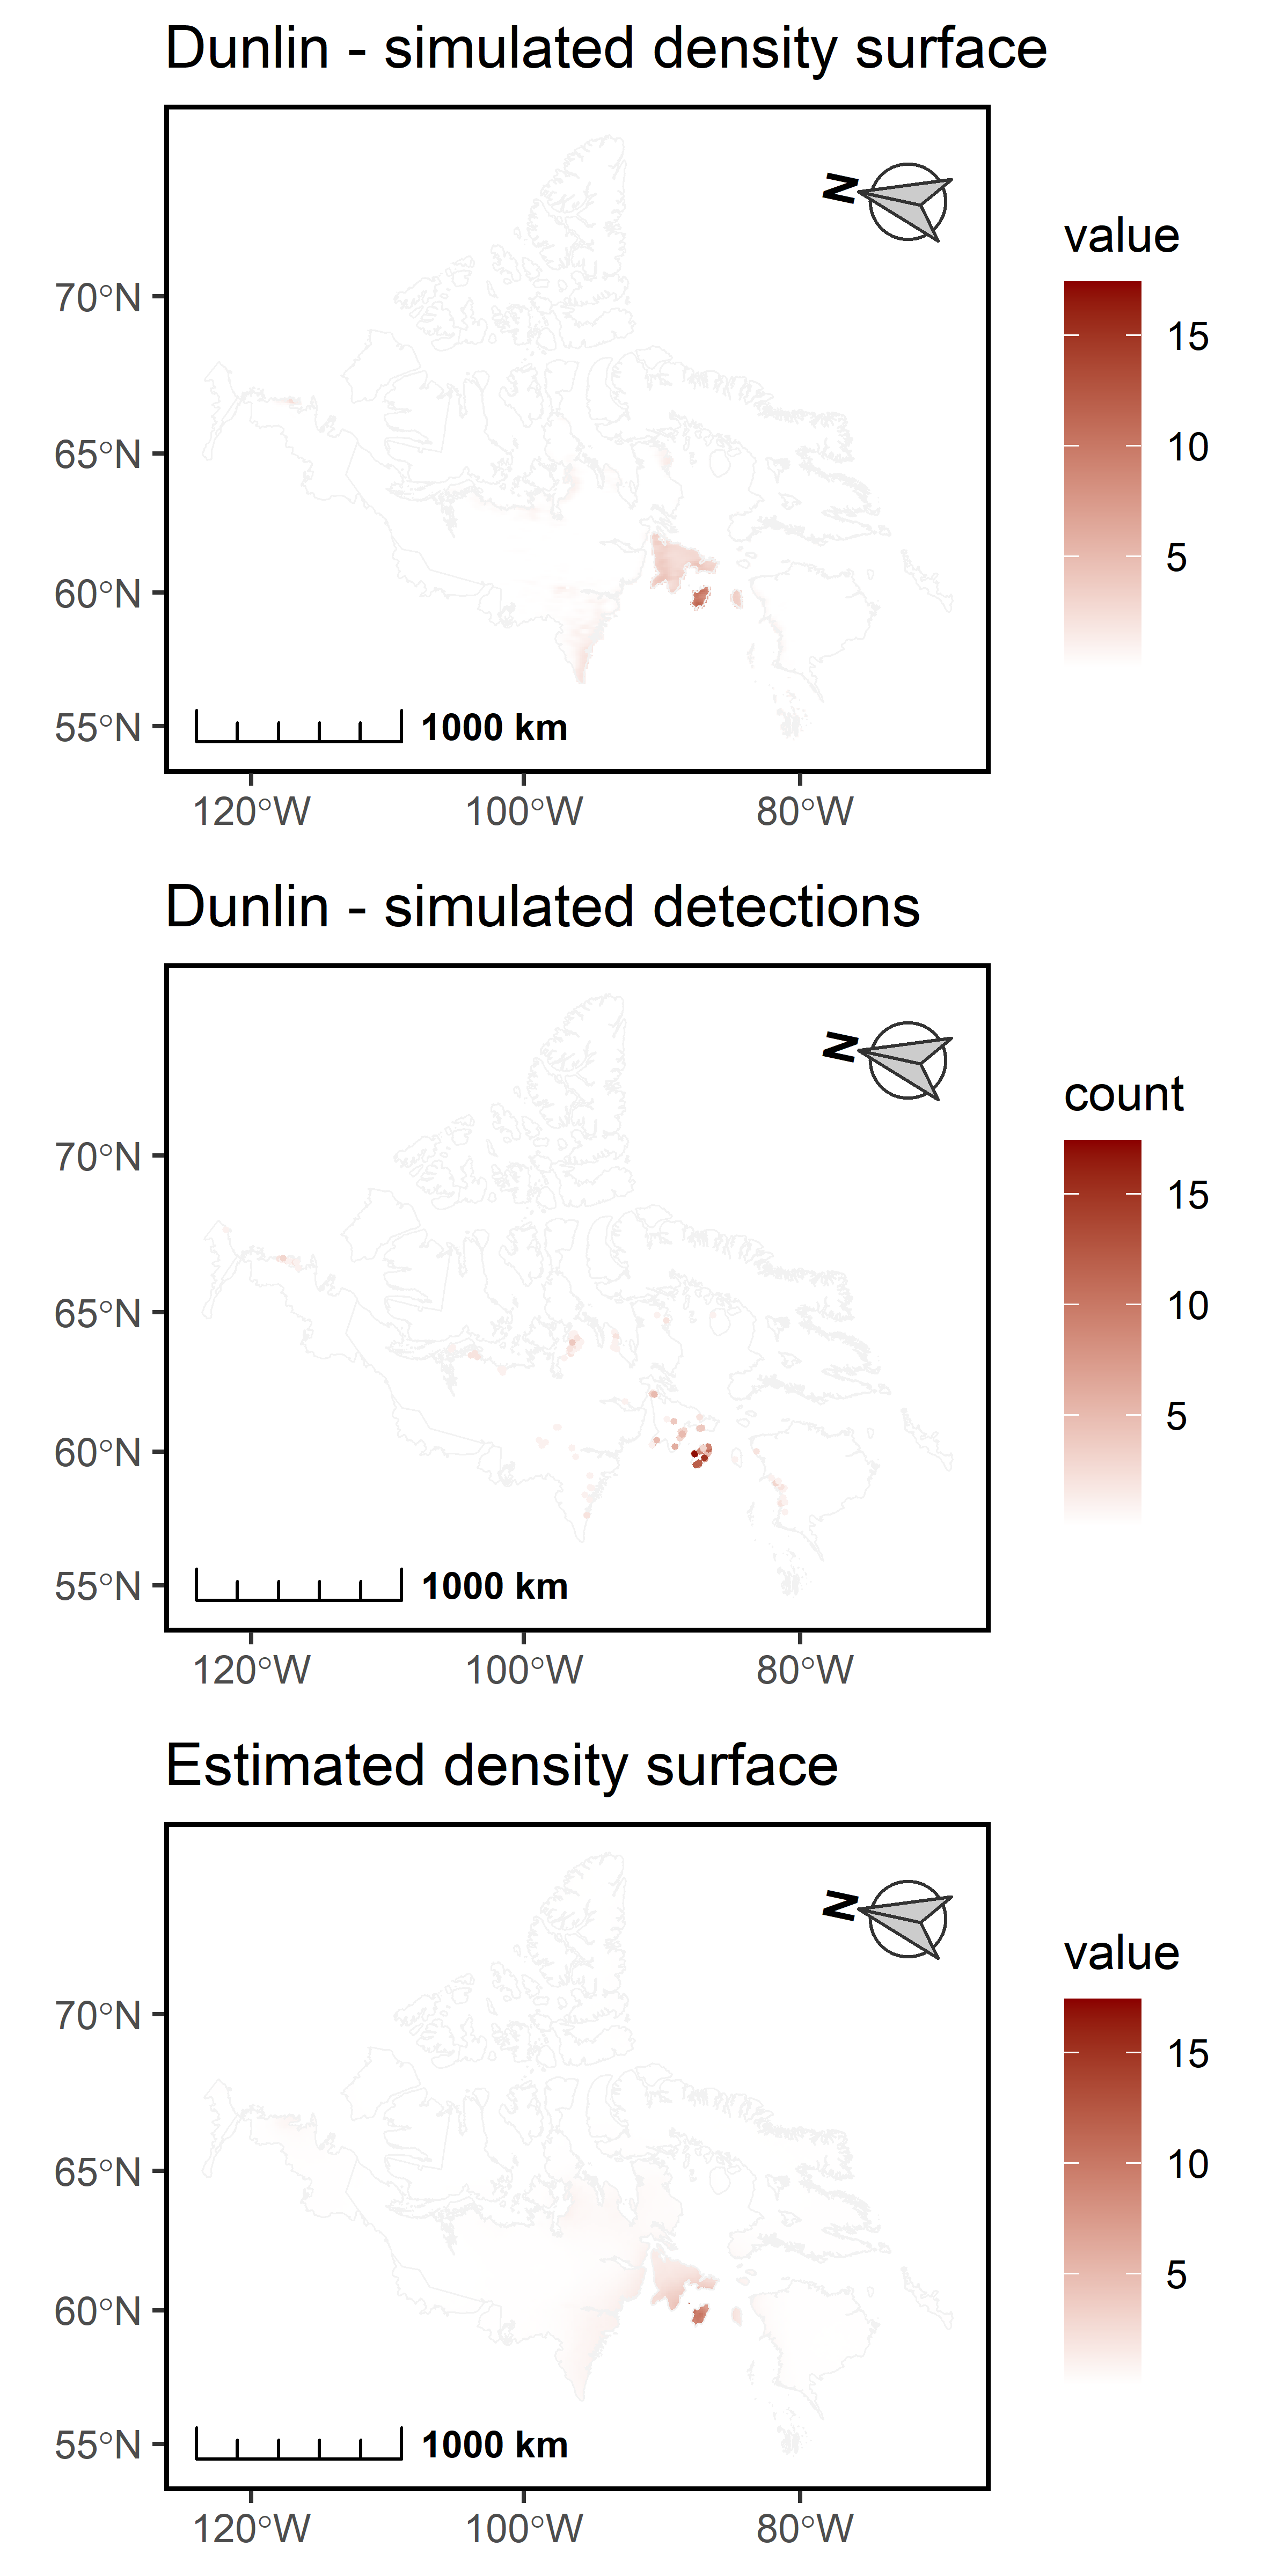 Dunlin - simulated density surface
N
value
70°N
15
65°N
10
60°N
5
55°N
1000 km
120°W 100°W 80°W
Dunlin - simulated detections
N
count
70°N
15
65°N
10
60°N
5
55°N
1000 km
120°W 100°W 80°W
Estimated density surface
N
value
70°N
15
65°N
10
60°N
5
55°N
1000 km
120°W 100°W 80°W